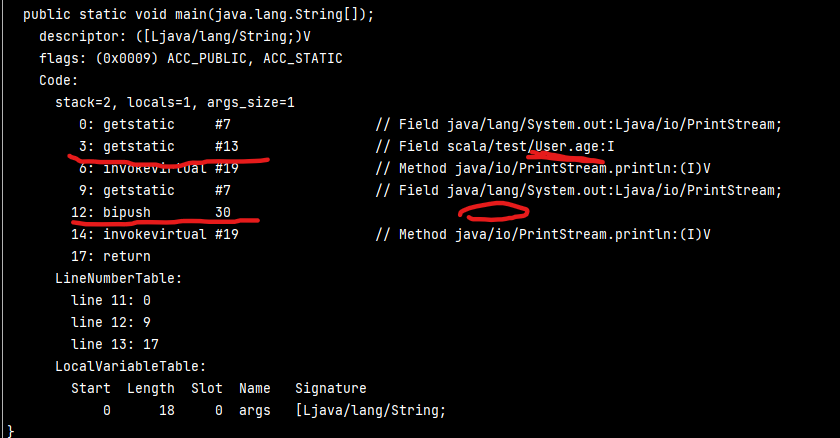 public static void main(java.lang.String[]);
descriptor: ([Ljava/lang/String;)V
flags: (0x0009) ACC_PUBLIC, ACC_STATIC
Code:
stack=2, locals=1, args_size=1
0: getstatic #7 // Field java/lang/System.out:Ljava/io/PrintStream;
3: getstatic #13 // Field scala/test/User.age:I
6: invokevirtual #19 // Method java/io/PrintStream.println:(I)V
9: getstatic #7 // Field java/lang/System.out:Ljava/io/PrintStream;
12: bipush 30
14: invokevirtual #19 // Method java/io/PrintStream.println:(I)V
17: return
LineNumberTable:
line 11: 0
line 12: 9
line 13: 17
LocalVariableTable:
Start Length Slot Name Signature
0 18 0 args [Ljava/lang/String;
}